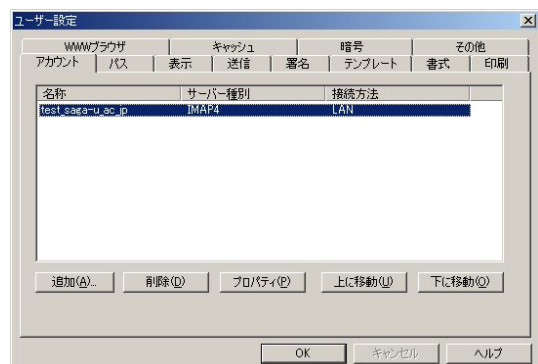 ユーザー設定
WWWブラウザ キャッシュ 暗号 その他
アカウント パス 表示 送信 署名 テンプレート 書式 印刷
名称 サーバー種別 接続方法
test_saga-u_ac_jp IMAP4 LAN
追加(A)... 削除(D) プロパティ(P) 上に移動(U) 下に移動(O)
OK キャンセル ヘルプ